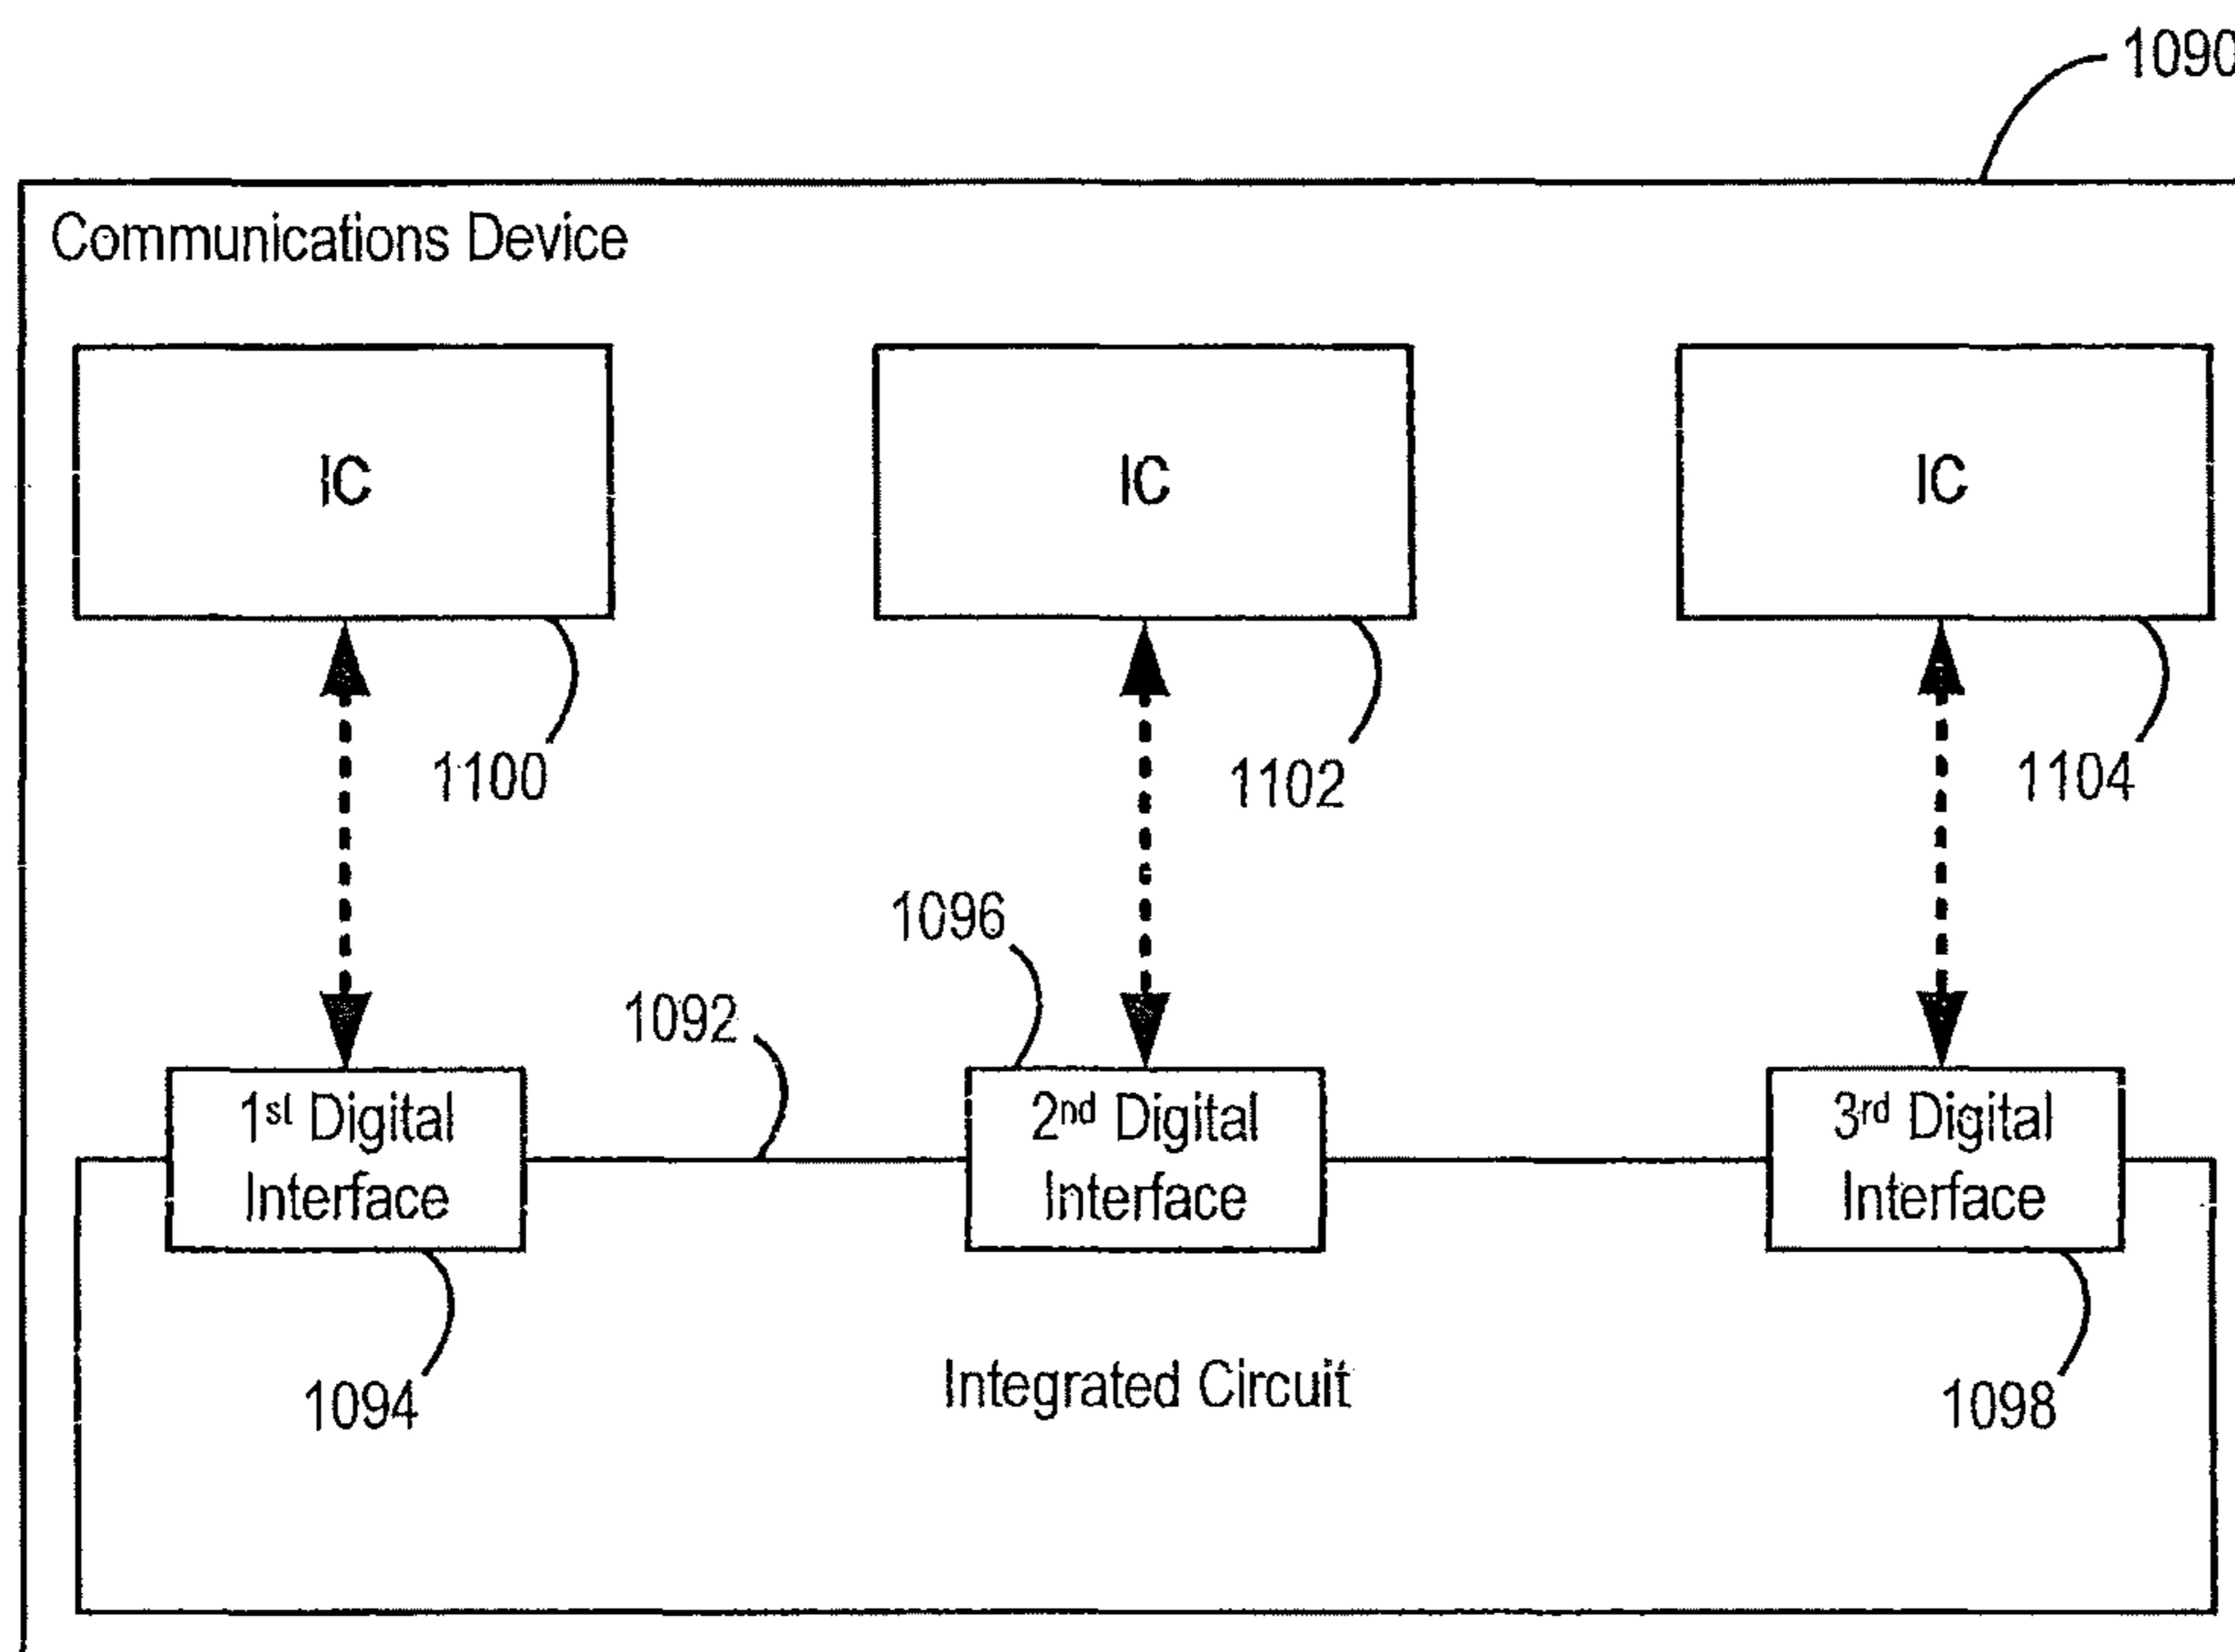 1090
Communications Device
IC
IC
IC
1100
1102
1104
1096
1092
1st Digital
Interface
2nd Digital
Interface
3rd Digital
Interface
1094
Integrated Circuit
1098